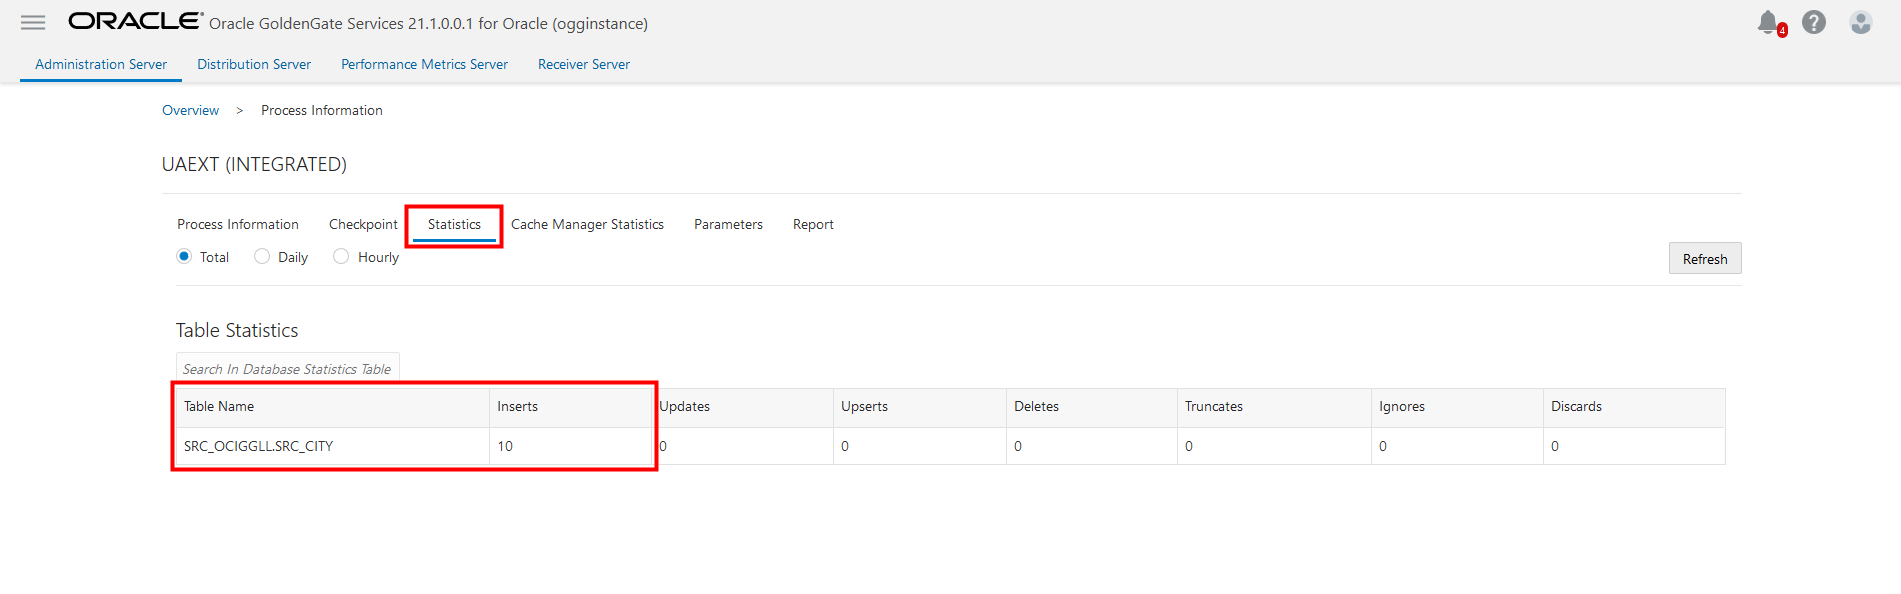 ORACLE Oracle GoldenGate Services 21.1.0.0.1 for Oracle (ogginstance) 4 ?
Administration Server Distribution Server Performance Metrics Server Receiver Server
Overview > Process Information
UAEXT (INTEGRATED)
Process Information Checkpoint Statistics Cache Manager Statistics Parameters Report
Total Daily Hourly Refresh
Table Statistics
Search In Database Statistics Table
Table Name Inserts Updates Upserts Deletes Truncates Ignores Discards
SRC_OCIGGLL.SRC_CITY 10 0 0 0 0 0 0